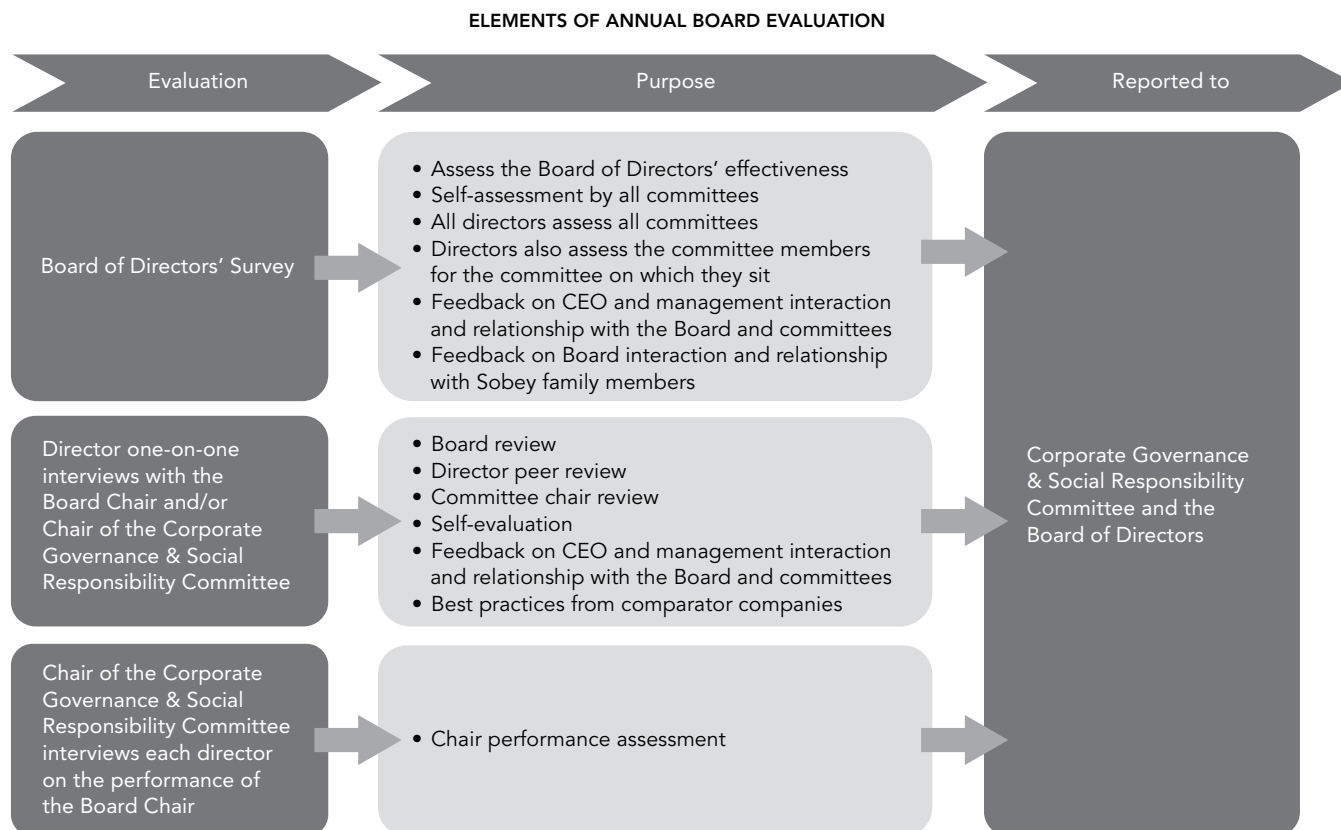 ELEMENTS OF ANNUAL BOARD EVALUATION
Evaluation
Purpose
Reported to
Board of Directors’ Survey
• Assess the Board of Directors’ effectiveness
• Self-assessment by all committees
• All directors assess all committees
• Directors also assess the committee members
for the committee on which they sit
• Feedback on CEO and management interaction
and relationship with the Board and committees
• Feedback on Board interaction and relationship
with Sobey family members
Director one-on-one
interviews with the
Board Chair and/or
Chair of the Corporate
Governance & Social
Responsibility Committee
• Board review
• Director peer review
• Committee chair review
• Self-evaluation
• Feedback on CEO and management interaction
and relationship with the Board and committees
• Best practices from comparator companies
Chair of the Corporate
Governance & Social
Responsibility Committee
interviews each director
on the performance of
the Board Chair
• Chair performance assessment
Corporate Governance
& Social Responsibility
Committee and the
Board of Directors